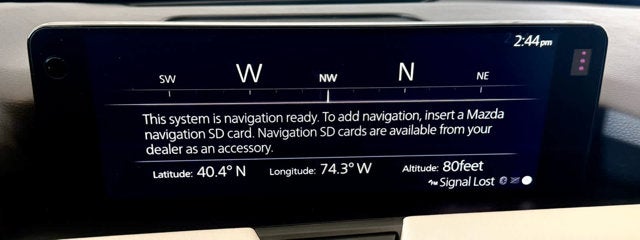 2:44pm
SW W NW N NE
This system is navigation ready. To add navigation, insert a Mazda
navigation SD card. Navigation SD cards are available from your
dealer as an accessory.
Latitude: 40.4° N Longitude: 74.3° W Altitude: 80feet
Signal Lost